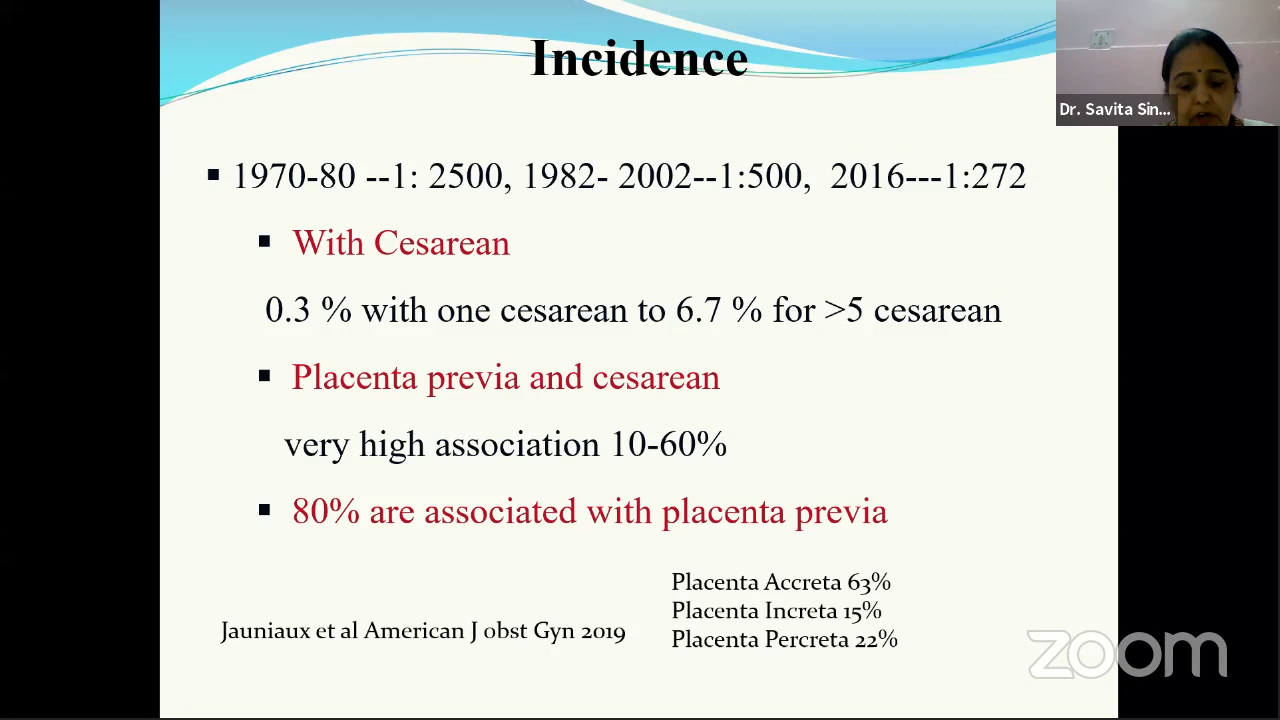 Incidence
Dr. Savita Sin...
▪ 1970-80 --1: 2500, 1982- 2002--1:500, 2016---1:272
▪ With Cesarean
0.3 % with one cesarean to 6.7 % for >5 cesarean
▪ Placenta previa and cesarean
very high association 10-60%
▪ 80% are associated with placenta previa
Placenta Accreta 63%
Placenta Increta 15%
Placenta Percreta 22%
Jauniaux et al American J obst Gyn 2019
zoom